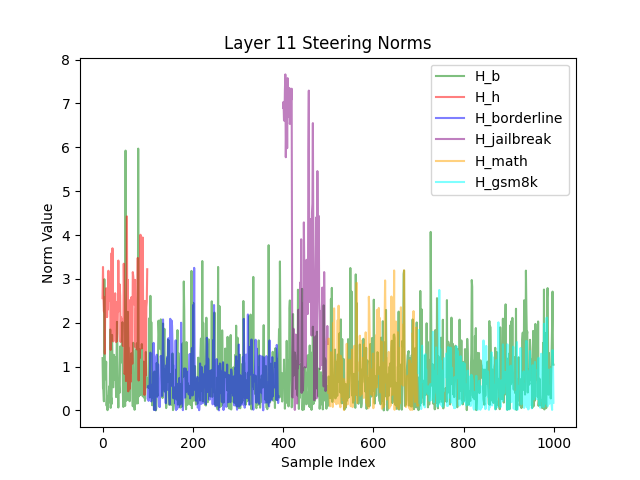 Layer 11 Steering Norms
Norm Value
8
7
6
5
4
3
2
1
0
0 200 400 600 800 1000
Sample Index
H_b
H_h
H_borderline
H_jailbreak
H_math
H_gsm8k